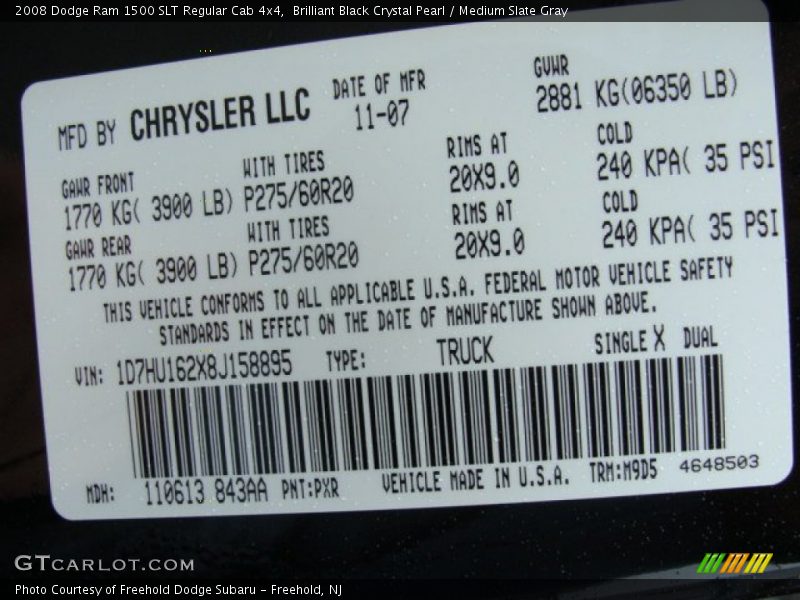 2008 Dodge Ram 1500 SLT Regular Cab 4x4, Brilliant Black Crystal Pearl / Medium Slate Gray
MFD BY CHRYSLER LLC DATE OF MFR GVWR
11-07 2881 KG(06350 LB)
GAWR FRONT WITH TIRES RIMS AT COLD
1770 KG( 3900 LB) P275/60R20 20X9.0 240 KPA( 35 PSI
GAWR REAR WITH TIRES RIMS AT COLD
1770 KG( 3900 LB) P275/60R20 20X9.0 240 KPA( 35 PSI
THIS VEHICLE CONFORMS TO ALL APPLICABLE U.S.A. FEDERAL MOTOR VEHICLE SAFETY
STANDARDS IN EFFECT ON THE DATE OF MANUFACTURE SHOWN ABOVE.
VIN: 1D7HU162X8J158895 TYPE: TRUCK SINGLE X DUAL
MDH: 110613 843AA PNT:PXR VEHICLE MADE IN U.S.A. TRM:M9D5 4648503
GTCARLOT.COM
Photo Courtesy of Freehold Dodge Subaru - Freehold, NJ